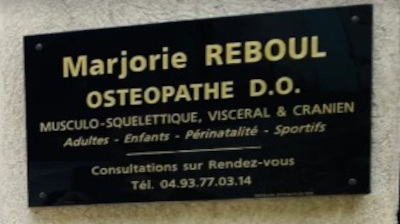 Marjorie REBOUL
OSTEOPATHE D.O.
MUSCULO-SQUELETTIQUE, VISCERAL & CRANIEN
Adultes - Enfants - Périnatalité - Sportifs
Consultations sur Rendez-vous
Tél. 04.93.77.03.14